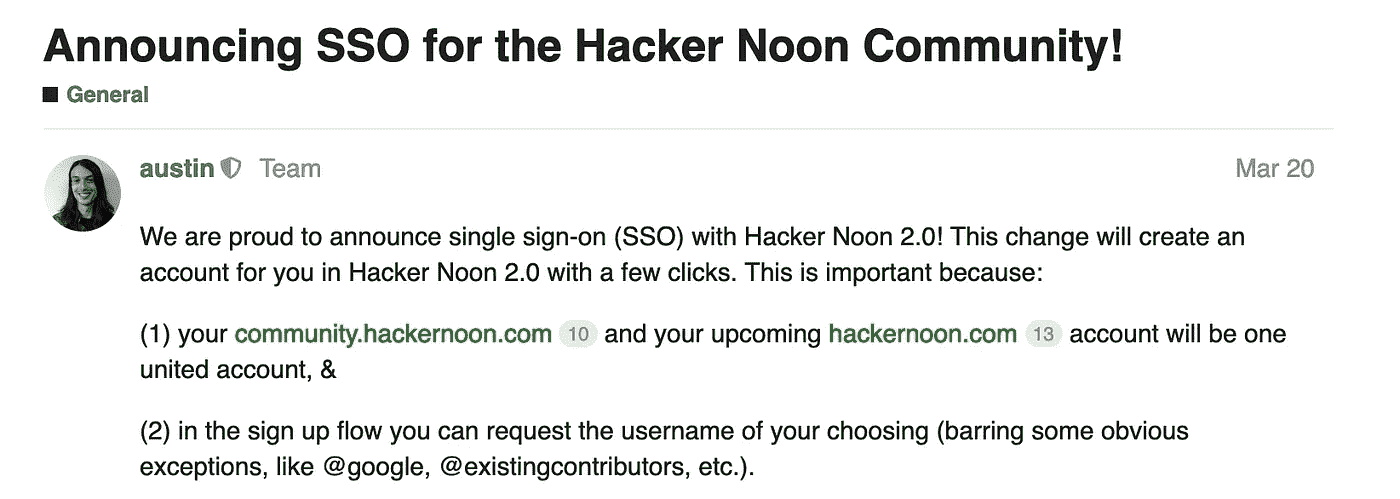 Announcing SSO for the Hacker Noon Community!
General
austin Team Mar 20
We are proud to announce single sign-on (SSO) with Hacker Noon 2.0! This change will create an
account for you in Hacker Noon 2.0 with a few clicks. This is important because:
(1) your community.hackernoon.com 10 and your upcoming hackernoon.com 13 account will be one
united account, &
(2) in the sign up flow you can request the username of your choosing (barring some obvious
exceptions, like @google, @existingcontributors, etc.).